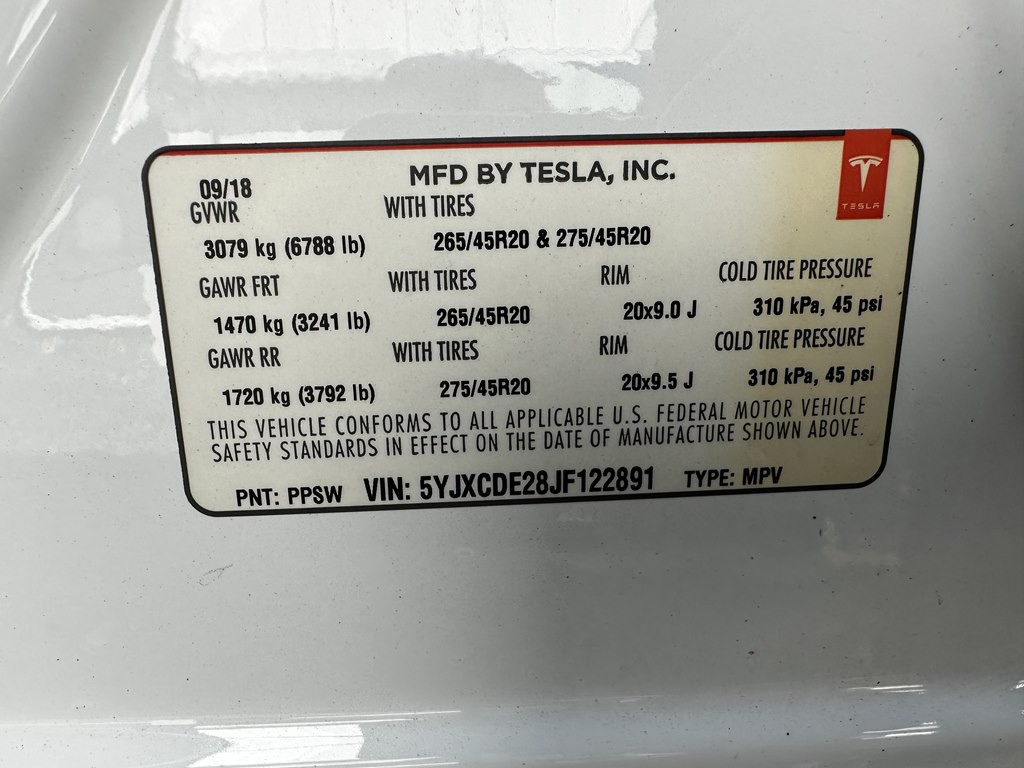 MFD BY TESLA, INC.
TESLA
09/18
GVWR WITH TIRES
3079 kg (6788 lb) 265/45R20 & 275/45R20
GAWR FRT WITH TIRES RIM COLD TIRE PRESSURE
1470 kg (3241 lb) 265/45R20 20x9.0 J 310 kPa, 45 psi
GAWR RR WITH TIRES RIM COLD TIRE PRESSURE
1720 kg (3792 lb) 275/45R20 20x9.5 J 310 kPa, 45 psi
THIS VEHICLE CONFORMS TO ALL APPLICABLE U.S. FEDERAL MOTOR VEHICLE
SAFETY STANDARDS IN EFFECT ON THE DATE OF MANUFACTURE SHOWN ABOVE.
PNT: PPSW VIN: 5YJXCDE28JF122891 TYPE: MPV